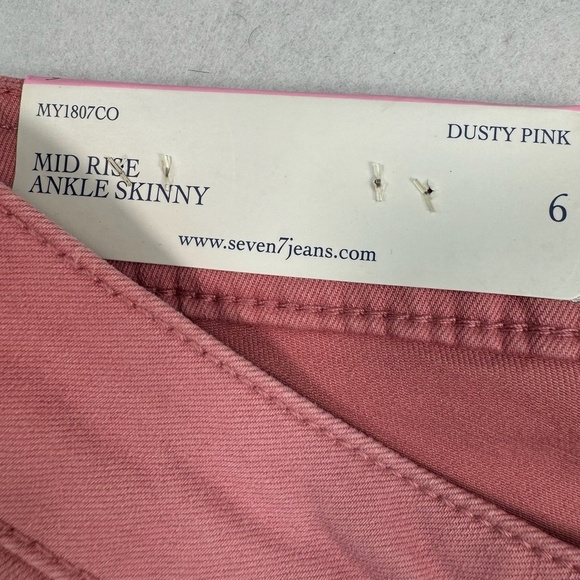 MY1807CO
DUSTY PINK
MID RISE
ANKLE SKINNY
6
www.seven7jeans.com